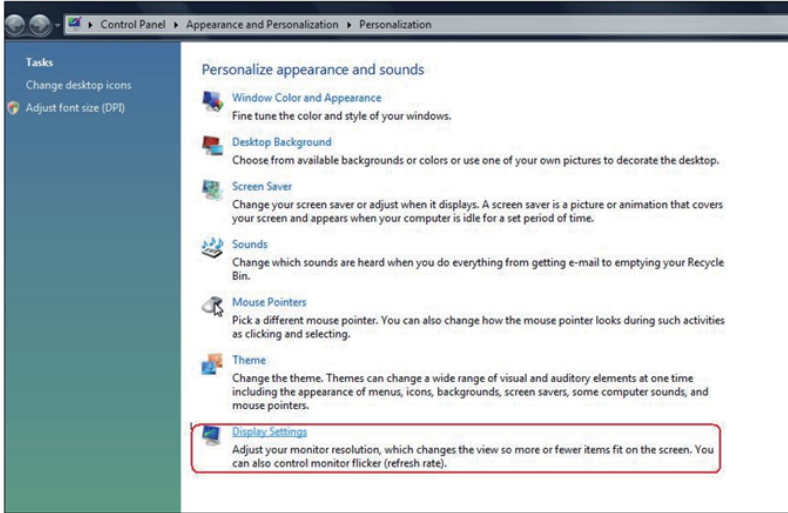 Control Panel ▸ Appearance and Personalization ▸ Personalization
Tasks
Change desktop icons
Adjust font size (DPI)
Personalize appearance and sounds
Window Color and Appearance
Fine tune the color and style of your windows.
Desktop Background
Choose from available backgrounds or colors or use one of your own pictures to decorate the desktop.
Screen Saver
Change your screen saver or adjust when it displays. A screen saver is a picture or animation that covers
your screen and appears when your computer is idle for a set period of time.
Sounds
Change which sounds are heard when you do everything from getting e-mail to emptying your Recycle
Bin.
Mouse Pointers
Pick a different mouse pointer. You can also change how the mouse pointer looks during such activities
as clicking and selecting.
Theme
Change the theme. Themes can change a wide range of visual and auditory elements at one time
including the appearance of menus, icons, backgrounds, screen savers, some computer sounds, and
mouse pointers.
Display Settings
Adjust your monitor resolution, which changes the view so more or fewer items fit on the screen. You
can also control monitor flicker (refresh rate).